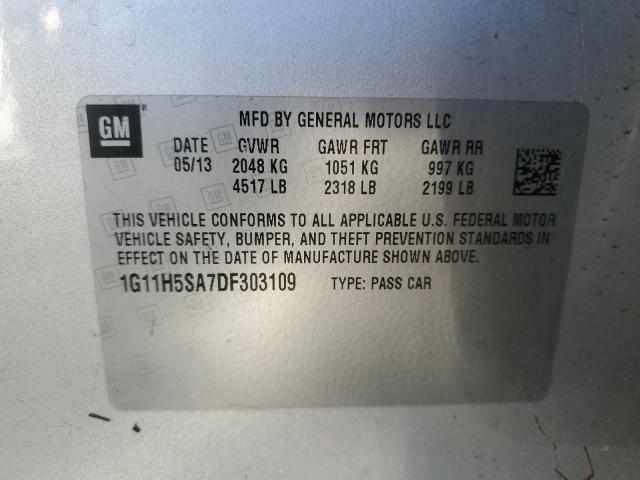 GM
MFD BY GENERAL MOTORS LLC
DATE GVWR GAWR FRT GAWR RR
05/13 2048 KG 1051 KG 997 KG
4517 LB 2318 LB 2199 LB
THIS VEHICLE CONFORMS TO ALL APPLICABLE U.S. FEDERAL MOTOR
VEHICLE SAFETY, BUMPER, AND THEFT PREVENTION STANDARDS IN
EFFECT ON THE DATE OF MANUFACTURE SHOWN ABOVE.
1G11H5SA7DF303109 TYPE: PASS CAR